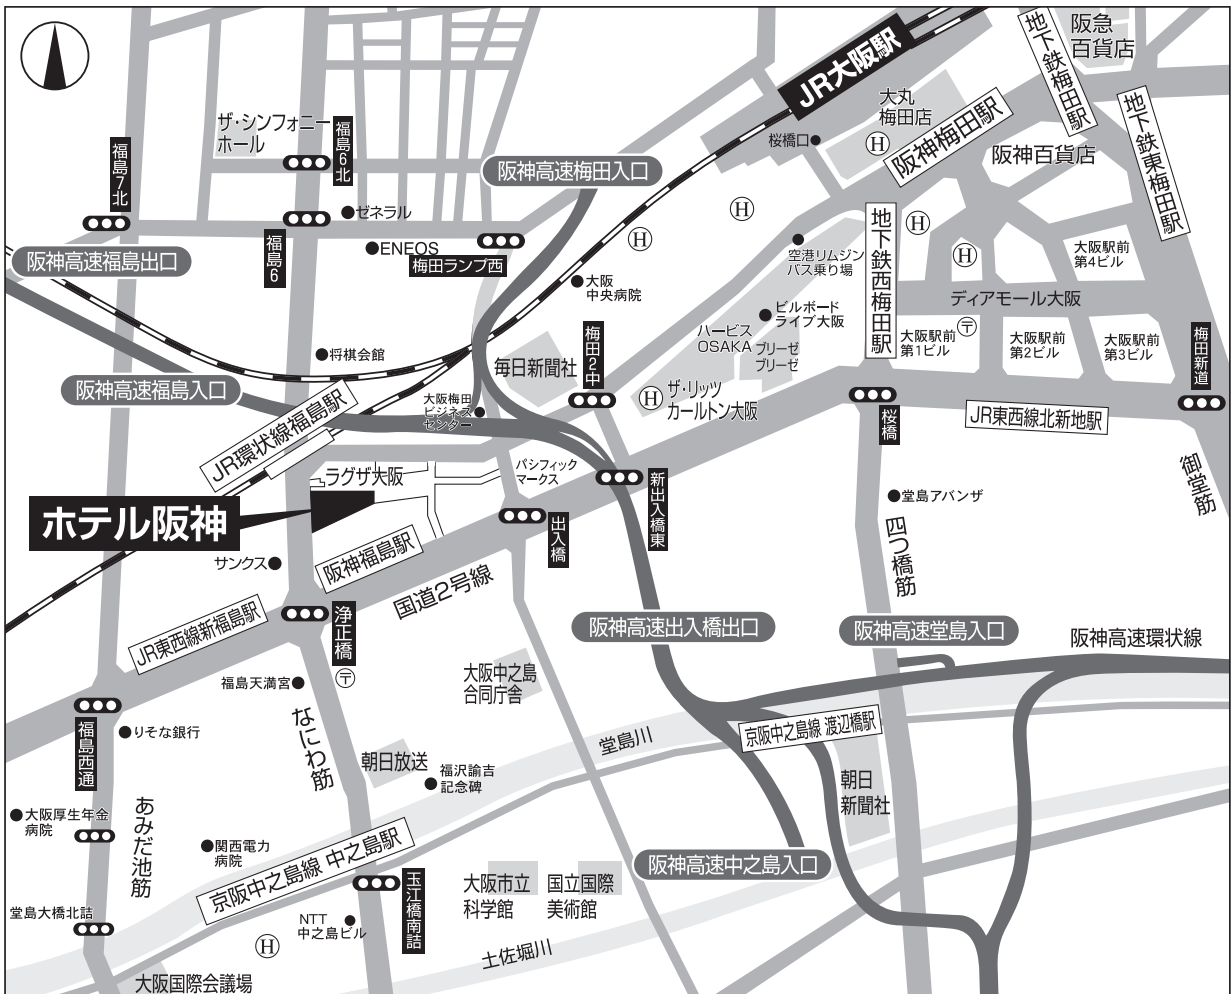 阪急
百貨店
地下鉄梅田駅
JR大阪駅
大丸
梅田店
桜橋口
阪神梅田駅
阪神百貨店
地下鉄東梅田駅
ザ・シンフォニー
ホール
福島6北
福島7北
阪神高速梅田入口
ゼネラル
ENEOS
梅田ランプ西
福島6
阪神高速福島出口
地下鉄西梅田駅
空港リムジン
バス乗り場
大阪駅前
第4ビル
ディアモール大阪
大阪
中央病院
ビルボード
ライブ大阪
ハービス
OSAKA
ブリーゼ
ブリーゼ
大阪駅前
第1ビル
〒
大阪駅前
第2ビル
大阪駅前
第3ビル
梅田新道
将棋会館
毎日新聞社
梅田2中
阪神高速福島入口
大阪梅田
ビジネス
センター
ザ・リッツ
カールトン大阪
桜橋
JR東西線北新地駅
JR環状線福島駅
ラグザ大阪
パシフィック
マークス
新出入橋東
御堂筋
ホテル阪神
出入橋
堂島アバンザ
四つ橋筋
サンクス
阪神福島駅
国道2号線
JR東西線新福島駅
浄正橋
〒
阪神高速出入橋出口
阪神高速堂島入口
阪神高速環状線
福島天満宮
大阪中之島
合同庁舎
福島西通
りそな銀行
なにわ筋
堂島川
京阪中之島線 渡辺橋駅
朝日放送
福沢諭吉
記念碑
朝日
新聞社
大阪厚生年金
病院
あみだ池筋
関西電力
病院
京阪中之島線 中之島駅
阪神高速中之島入口
玉江橋南詰
大阪市立
科学館
国立国際
美術館
堂島大橋北詰
NTT
中之島ビル
土佐堀川
大阪国際会議場
H
H
H
H
H
H
H